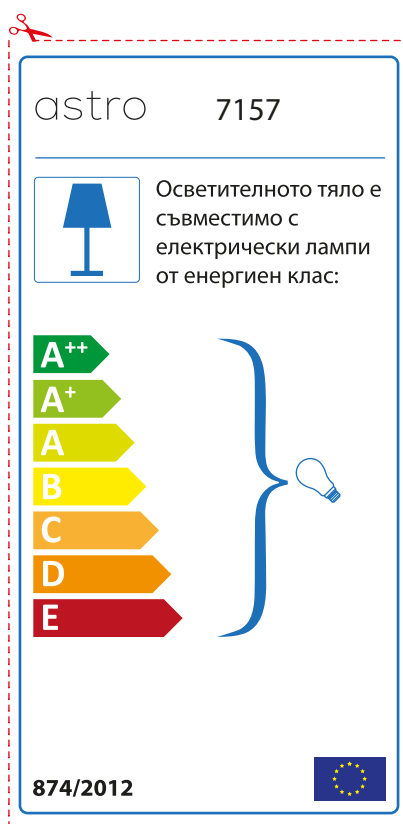 astro 7157
Осветителното тяло е
съвместимо с
електрически лампи
от енергиен клас:
A++
A+
A
B
C
D
E
874/2012